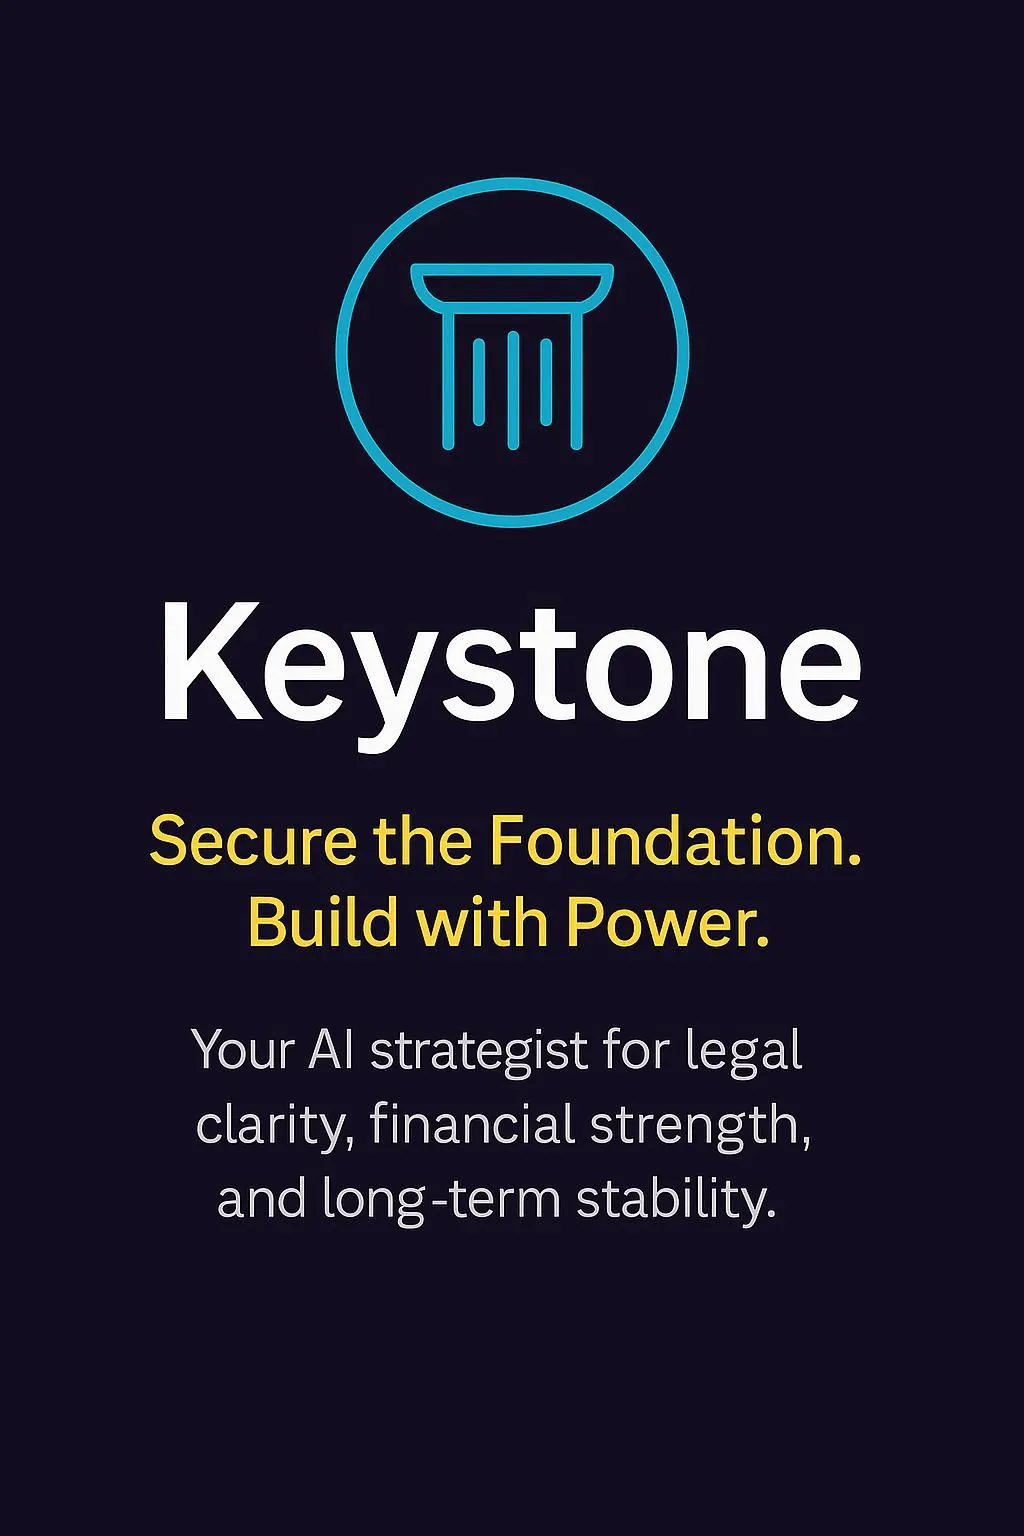 Keystone
Secure the Foundation.
Build with Power.
Your AI strategist for legal
clarity, financial strength,
and long-term stability.